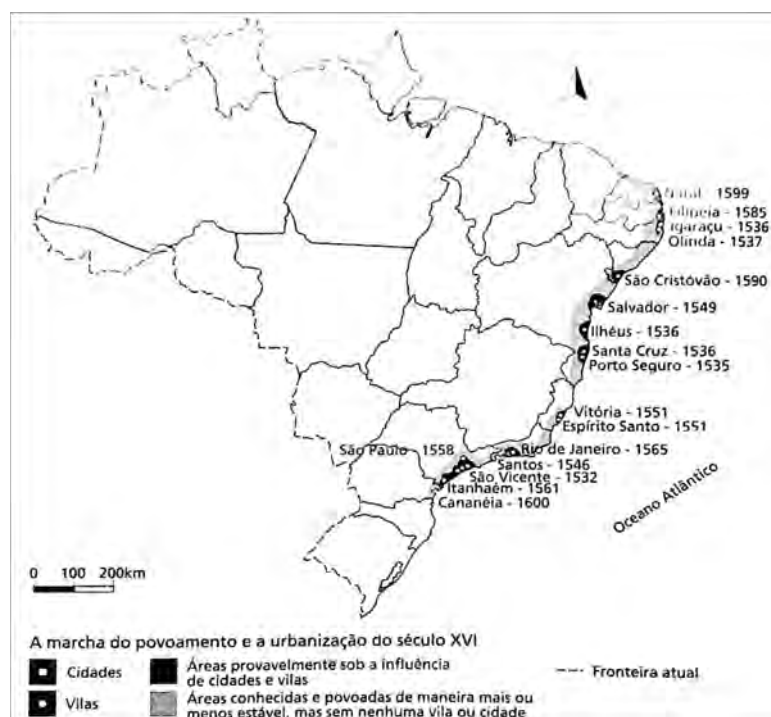 Natal - 1599
Filipéia - 1585
Igaraçu - 1536
Olinda - 1537
São Cristóvão - 1590
Salvador - 1549
Ilhéus - 1536
Santa Cruz - 1536
Porto Seguro - 1535
Vitória - 1551
Espírito Santo - 1551
São Paulo - 1558
Rio de Janeiro - 1565
Santos - 1546
São Vicente - 1532
Itanhaém - 1561
Cananéia - 1600
Oceano Atlântico
0 100 200km
A marcha do povoamento e a urbanização do século XVI
Cidades
Áreas provavelmente sob a influência
de cidades e vilas
Fronteira atual
Vilas
Áreas conhecidas e povoadas de maneira mais ou
menos estável, mas sem nenhuma vila ou cidade